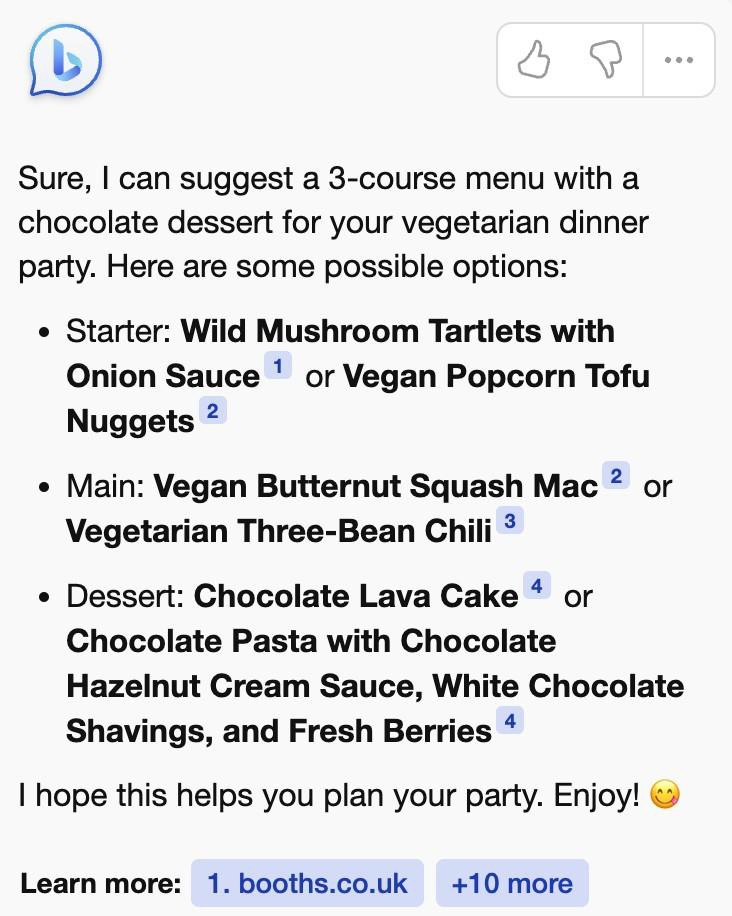 Sure, I can suggest a 3-course menu with a
chocolate dessert for your vegetarian dinner
party. Here are some possible options:
• Starter: Wild Mushroom Tartlets with
Onion Sauce 1 or Vegan Popcorn Tofu
Nuggets 2
• Main: Vegan Butternut Squash Mac 2 or
Vegetarian Three-Bean Chili 3
• Dessert: Chocolate Lava Cake 4 or
Chocolate Pasta with Chocolate
Hazelnut Cream Sauce, White Chocolate
Shavings, and Fresh Berries 4
I hope this helps you plan your party. Enjoy! 😋
Learn more: 1. booths.co.uk +10 more